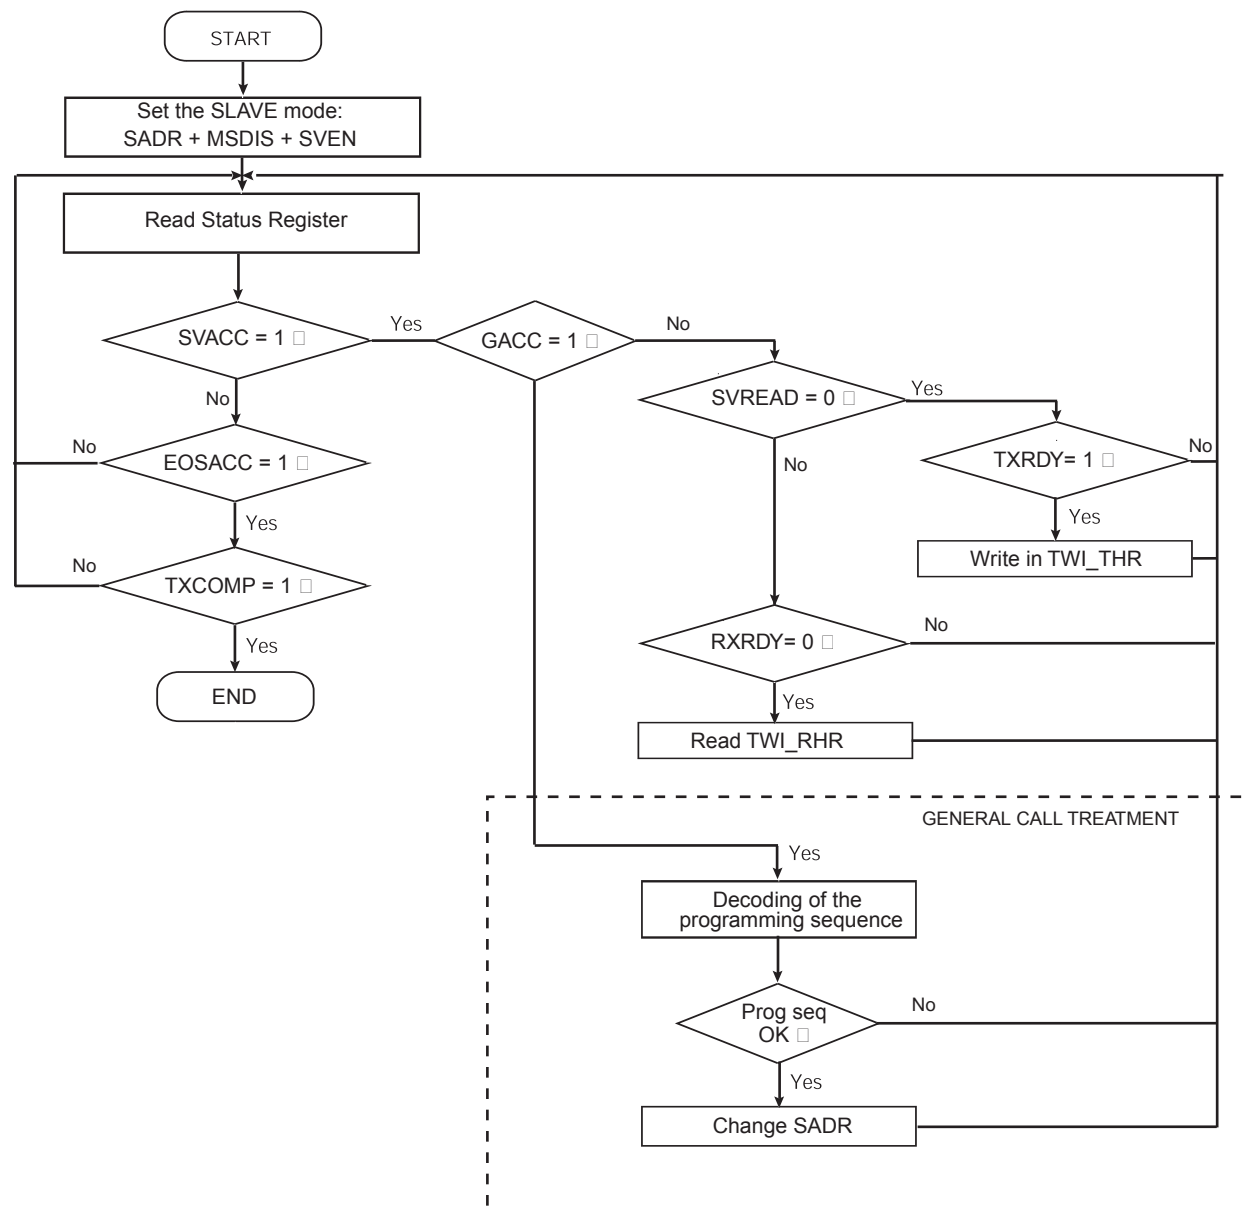 START
Set the SLAVE mode:
SADR + MSDIS + SVEN
Read Status Register
SVACC = 1 □
Yes
GACC = 1 □
No
SVREAD = 0 □
Yes
No
EOSACC = 1 □
No
No
TXRDY= 1 □
No
Yes
Yes
Write in TWI_THR
TXCOMP = 1 □
No
Yes
END
RXRDY= 0 □
No
Yes
Read TWI_RHR
GENERAL CALL TREATMENT
Yes
Decoding of the
programming sequence
Prog seq
OK □
No
Yes
Change SADR